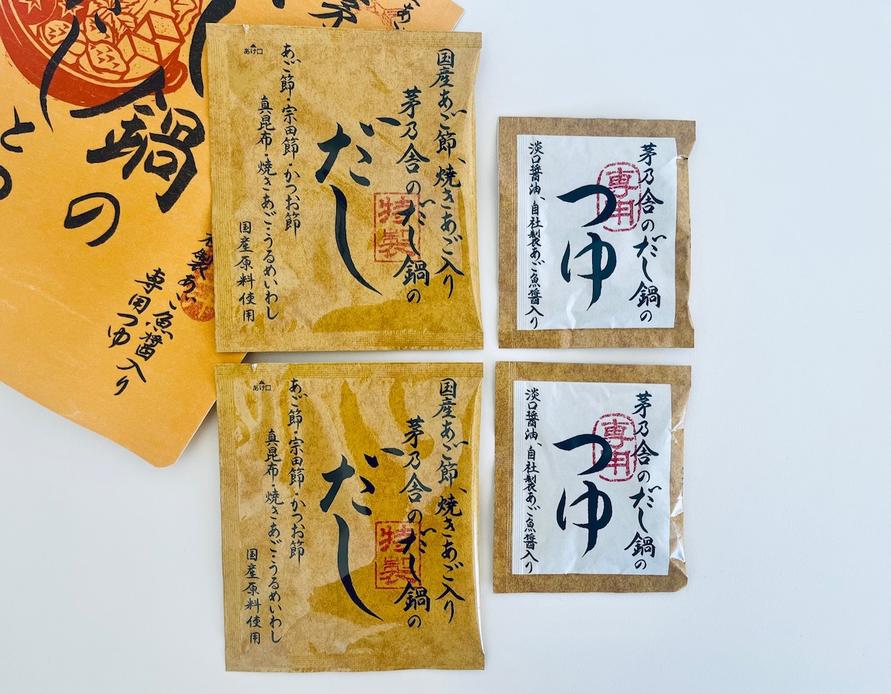 鍋の
専用つゆ
あご魚醬入り
あけ口
国産あご節、焼きあご入り
茅乃舎のだし鍋の
特製
だし
あご節・宗田節・かつお節
真昆布・焼きあご・うるめいわし
国産原料使用
茅乃舎のだし鍋の
専用
つゆ
淡口醬油、自社製あご魚醬入り
あけ口
国産あご節、焼きあご入り
茅乃舎のだし鍋の
特製
だし
あご節・宗田節・かつお節
真昆布・焼きあご・うるめいわし
国産原料使用
茅乃舎のだし鍋の
専用
つゆ
淡口醬油、自社製あご魚醬入り